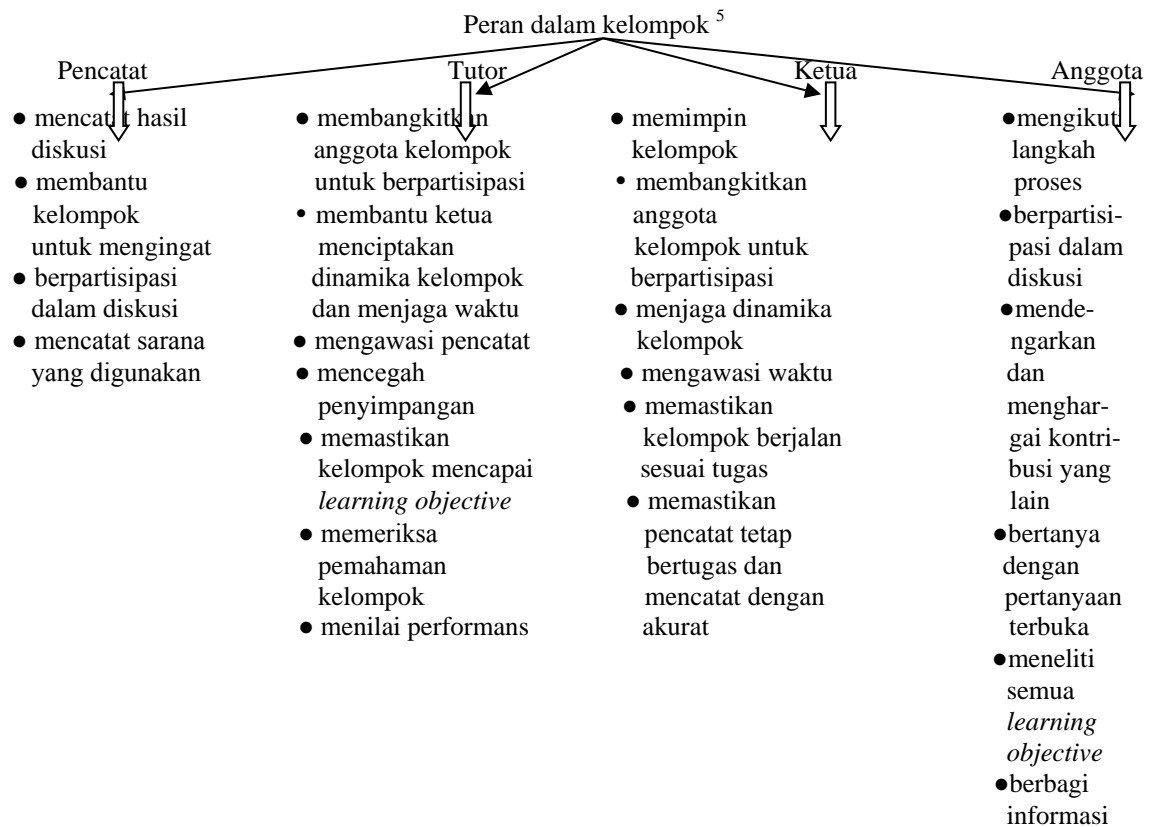 Peran dalam kelompok 5
Pencatat
● mencatat hasil
diskusi
● membantu
kelompok
untuk mengingat
● berpartisipasi
dalam diskusi
● mencatat sarana
yang digunakan
Tutor
● membangkitkan
anggota kelompok
untuk berpartisipasi
• membantu ketua
menciptakan
dinamika kelompok
dan menjaga waktu
● mengawasi pencatat
● mencegah
penyimpangan
● memastikan
kelompok mencapai
learning objective
● memeriksa
pemahaman
kelompok
● menilai performans
Ketua
● memimpin
kelompok
• membangkitkan
anggota
kelompok untuk
berpartisipasi
● menjaga dinamika
kelompok
● mengawasi waktu
● memastikan
kelompok berjalan
sesuai tugas
● memastikan
pencatat tetap
bertugas dan
mencatat dengan
akurat
Anggota
●mengikut
langkah
proses
●berpartisi-
pasi dalam
diskusi
●mende-
ngarkan
dan
menghar-
gai kontri-
busi yang
lain
●bertanya
dengan
pertanyaan
terbuka
●meneliti
semua
learning
objective
●berbagi
informasi